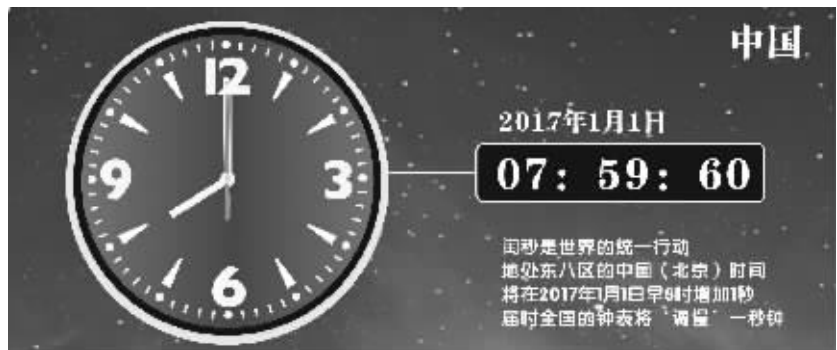 中国
12
9
3
6
2017年1月1日
07: 59: 60
闰秒是世界的统一行动
地处东八区的中国（北京）时间
将在2017年1月1日早8时增加1秒
届时全国的钟表将“调慢”一秒钟